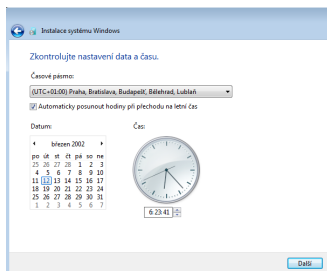 Instalace systému Windows
Zkontrolujte nastavení data a času.
Časové pásmo:
(UTC+01:00) Praha, Bratislava, Budapešť, Bělehrad, Lublaň
Automaticky posunout hodiny při přechodu na letní čas
Datum: Čas:
březen 2002
po út st čt pá so ne
25 26 27 28 1 2 3
4 5 6 7 8 9 10
11 12 13 14 15 16 17
18 19 20 21 22 23 24
25 26 27 28 29 30 31
1 2 3 4 5 6 7
6:23:41
Další